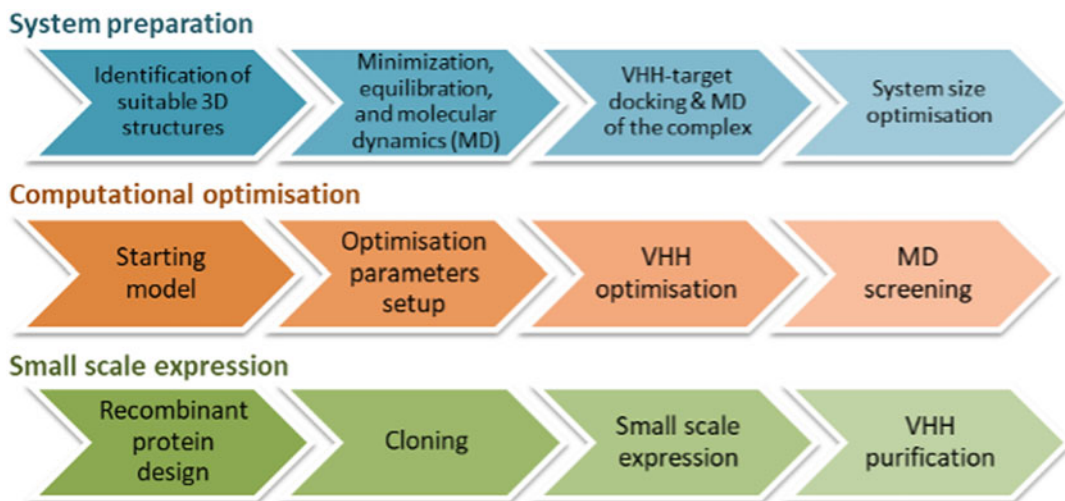 System preparation
Identification of
suitable 3D
structures
Minimization,
equilibration,
and molecular
dynamics (MD)
VHH-target
docking & MD
of the complex
System size
optimisation
Computational optimisation
Starting
model
Optimisation
parameters
setup
VHH
optimisation
MD
screening
Small scale expression
Recombinant
protein
design
Cloning
Small scale
expression
VHH
purification